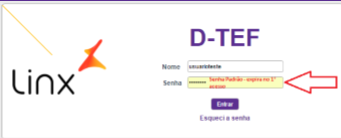 D-TEF
linx
Nome usuarioteste
Senha •••••••• Senha Padrão - expira no 1°
acesso
Entrar
Esqueci a senha